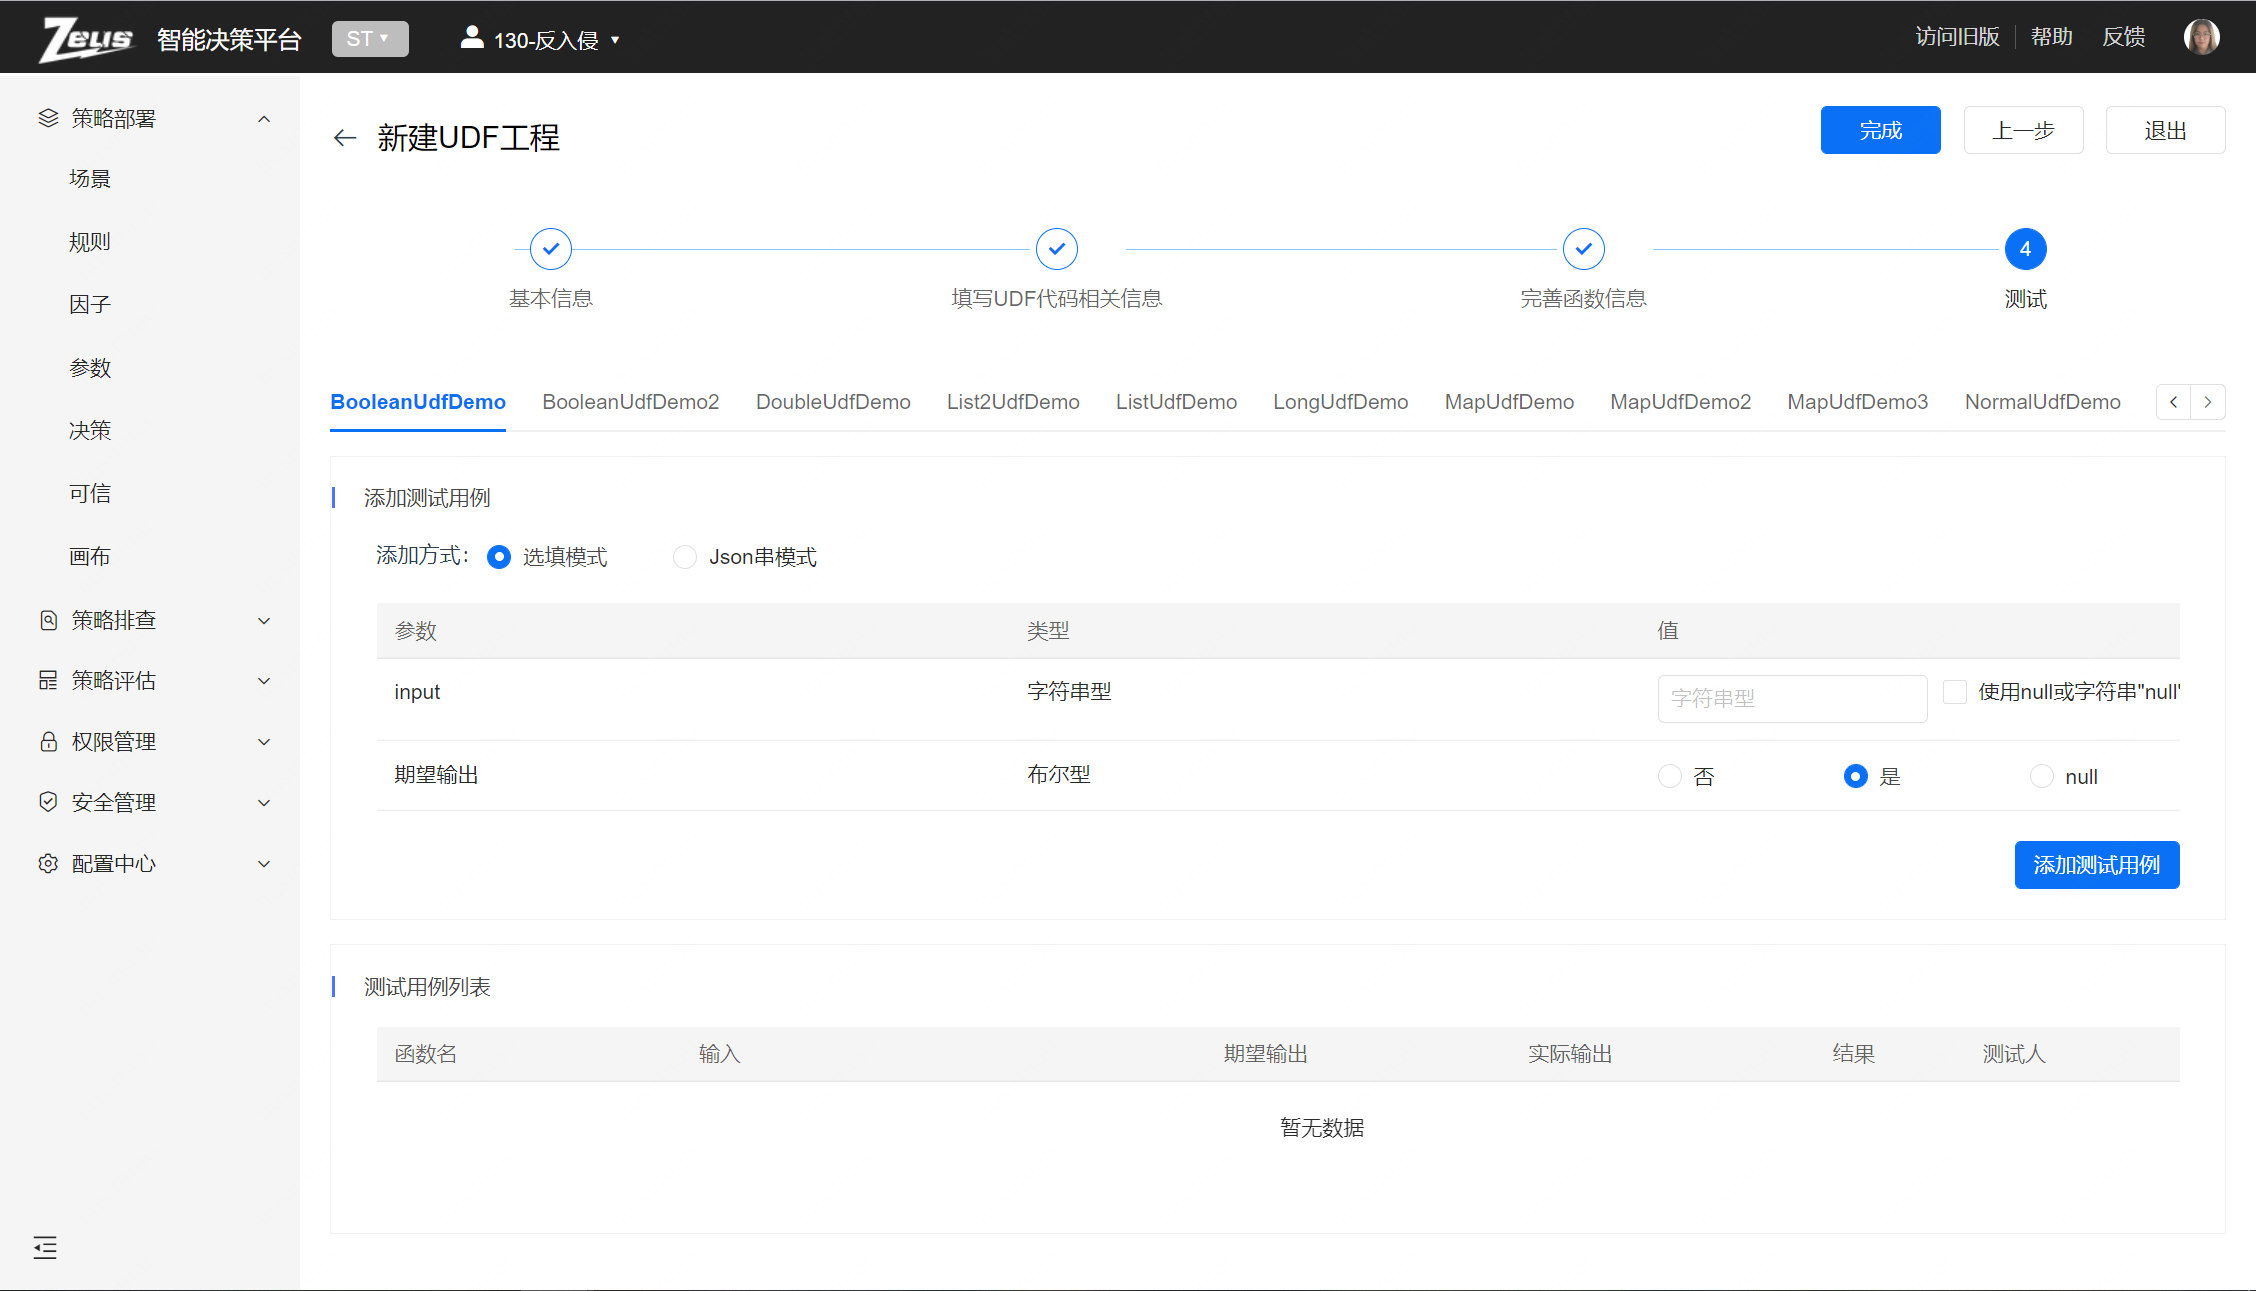 Zeus 智能决策平台 ST 130-反入侵 访问旧版 帮助 反馈
策略部署
场景
规则
因子
参数
决策
可信
画布
策略排查
策略评估
权限管理
安全管理
配置中心
新建UDF工程 完成 上一步 退出
基本信息 填写UDF代码相关信息 完善函数信息 4 测试
BooleanUdfDemo BooleanUdfDemo2 DoubleUdfDemo List2UdfDemo ListUdfDemo LongUdfDemo MapUdfDemo MapUdfDemo2 MapUdfDemo3 NormalUdfDemo
添加测试用例
添加方式: 选填模式 Json串模式
参数 类型 值
input 字符串型 字符串型 使用null或字符串"null"
期望输出 布尔型 否 是 null
添加测试用例
测试用例列表
函数名 输入 期望输出 实际输出 结果 测试人
暂无数据